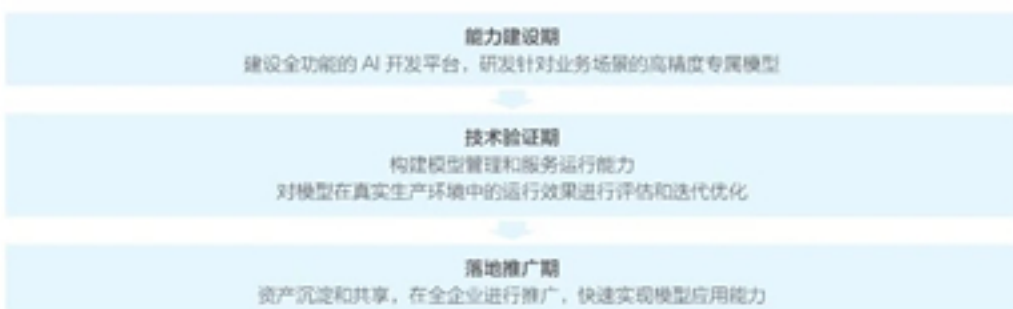 能力建设期
建设全功能的 AI 开发平台，研发针对业务场景的高精度专属模型
技术验证期
构建模型管理和服务运行能力
对模型在真实生产环境中的运行效果进行评估和迭代优化
落地推广期
资产沉淀和共享，在全企业进行推广，快速实现模型应用能力